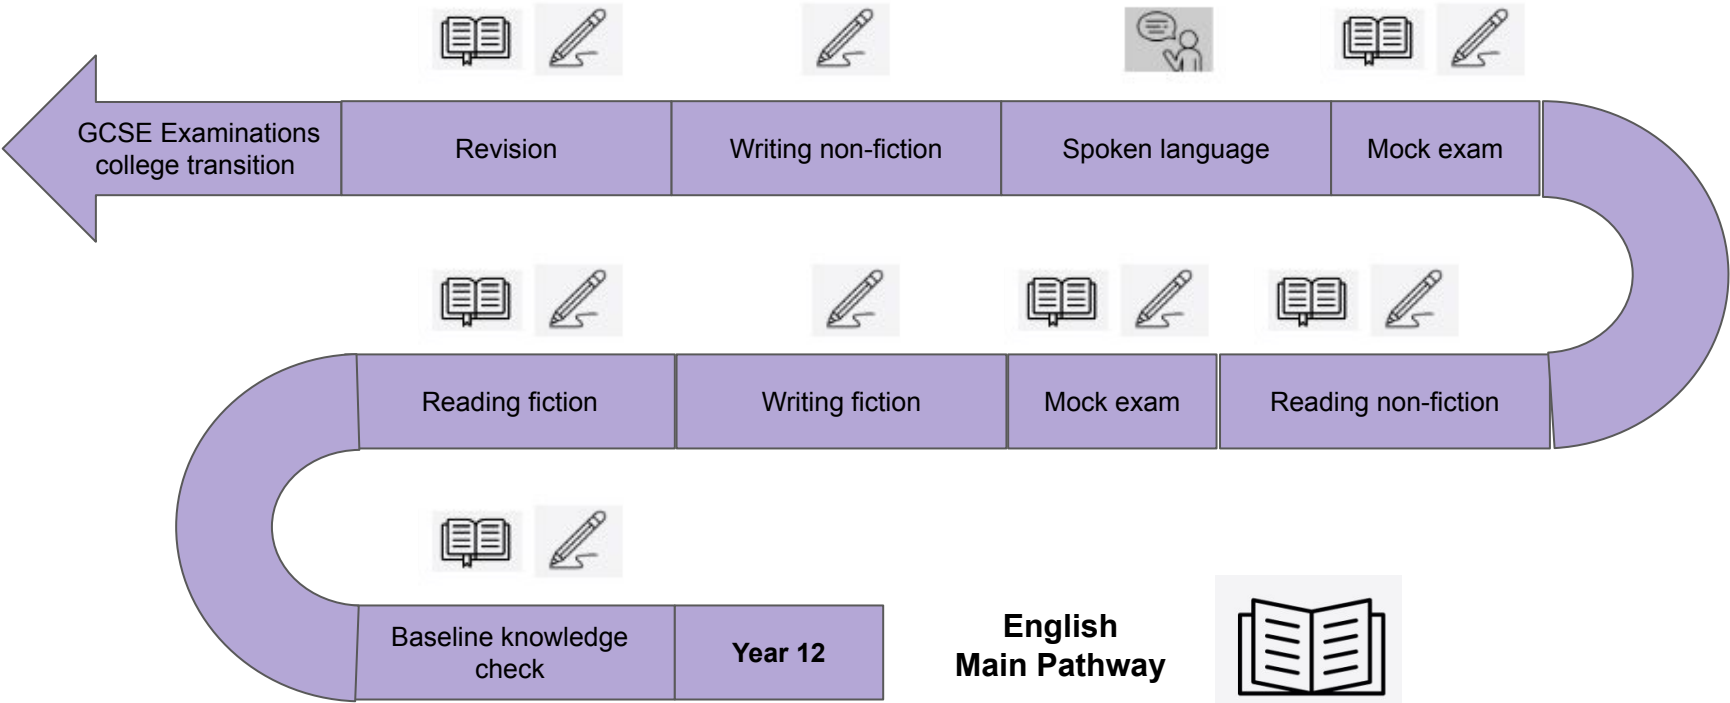 GCSE Examinations
college transition
Revision
Writing non-fiction
Spoken language
Mock exam
Reading fiction
Writing fiction
Mock exam
Reading non-fiction
Baseline knowledge
check
Year 12
English
Main Pathway